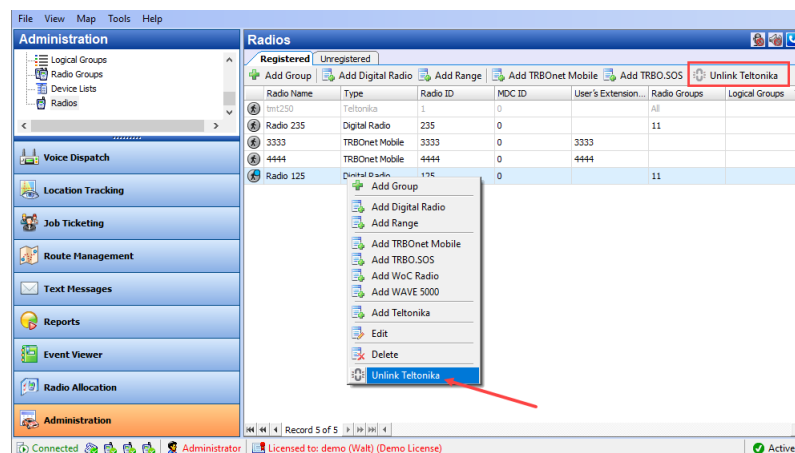 File View Map Tools Help
Administration
Radios
Logical Groups
Radio Groups
Device Lists
Radios
Registered Unregistered
Add Group Add Digital Radio Add Range Add TRBOnet Mobile Add TRBO.SOS Unlink Teltonika
Radio Name Type Radio ID MDC ID User's Extension... Radio Groups Logical Groups
tmt250 Teltonika 1 0 All
Radio 235 Digital Radio 235 0 11
3333 TRBOnet Mobile 3333 0 3333
4444 TRBOnet Mobile 4444 0 4444
Radio 125 Digital Radio 125 0 11
Add Group
Add Digital Radio
Add Range
Add TRBOnet Mobile
Add TRBO.SOS
Add WoC Radio
Add WAVE 5000
Add Teltonika
Edit
Delete
Unlink Teltonika
Voice Dispatch
Location Tracking
Job Ticketing
Route Management
Text Messages
Reports
Event Viewer
Radio Allocation
Administration
Record 5 of 5
Connected Administrator Licensed to: demo (Walt) (Demo License) Active